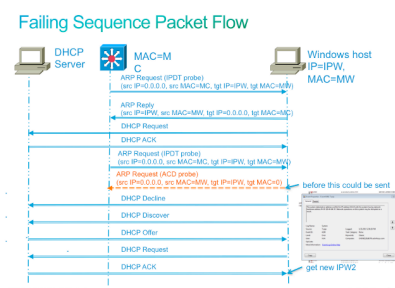 Failing Sequence Packet Flow
DHCP
Server
MAC=M
C
Windows host
IP=IPW,
MAC=MW
ARP Request (IPDT probe)
(src IP=0.0.0.0, src MAC=MC, tgt IP=IPW, tgt MAC=MW)
ARP Reply
(src IP=IPW, src MAC=MW, tgt IP=0.0.0.0, tgt MAC=MC)
DHCP Request
DHCP ACK
ARP Request (IPDT probe)
(src IP=0.0.0.0, src MAC=MC, tgt IP=IPW, tgt MAC=MW)
ARP Request (ACD probe)
(src IP=0.0.0.0, src MAC=MW, tgt IP=IPW, tgt MAC=0)
before this could be sent
DHCP Decline
DHCP Discover
DHCP Offer
DHCP Request
DHCP ACK
get new IPW2